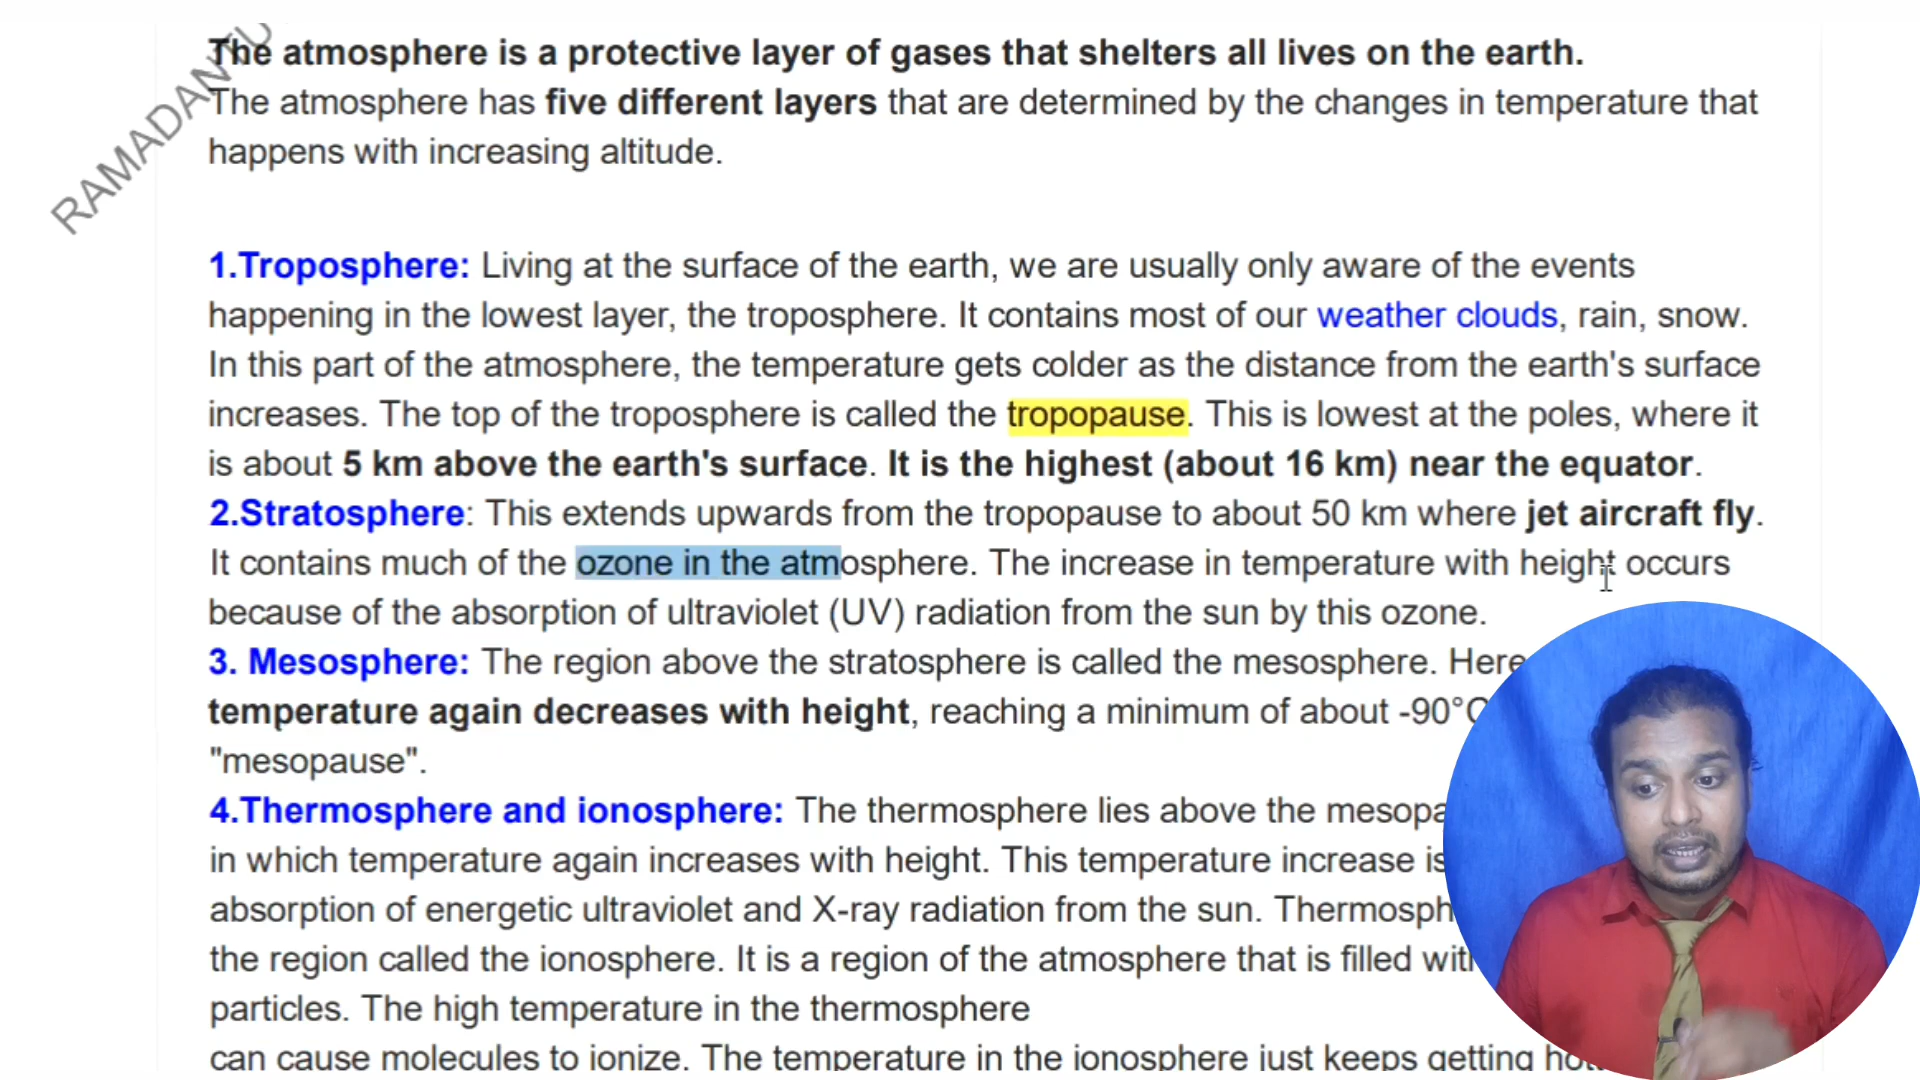 The atmosphere is a protective layer of gases that shelters all lives on the earth.
The atmosphere has five different layers that are determined by the changes in temperature that
happens with increasing altitude.
RAMADANTU
1.Troposphere: Living at the surface of the earth, we are usually only aware of the events
happening in the lowest layer, the troposphere. It contains most of our weather clouds, rain, snow.
In this part of the atmosphere, the temperature gets colder as the distance from the earth's surface
increases. The top of the troposphere is called the tropopause. This is lowest at the poles, where it
is about 5 km above the earth's surface. It is the highest (about 16 km) near the equator.
2.Stratosphere: This extends upwards from the tropopause to about 50 km where jet aircraft fly.
It contains much of the ozone in the atmosphere. The increase in temperature with height occurs
because of the absorption of ultraviolet (UV) radiation from the sun by this ozone.
3. Mesosphere: The region above the stratosphere is called the mesosphere. Here
temperature again decreases with height, reaching a minimum of about -90°C
"mesopause".
4.Thermosphere and ionosphere: The thermosphere lies above the
in which temperature again increases with height. This temperature increase is
absorption of energetic ultraviolet and X-ray radiation from the sun.
the region called the ionosphere. It is a region of the atmosphere that is filled
particles. The high temperature in the thermosphere
can cause molecules to ionize. The temperature in the ionosphere just keeps getting